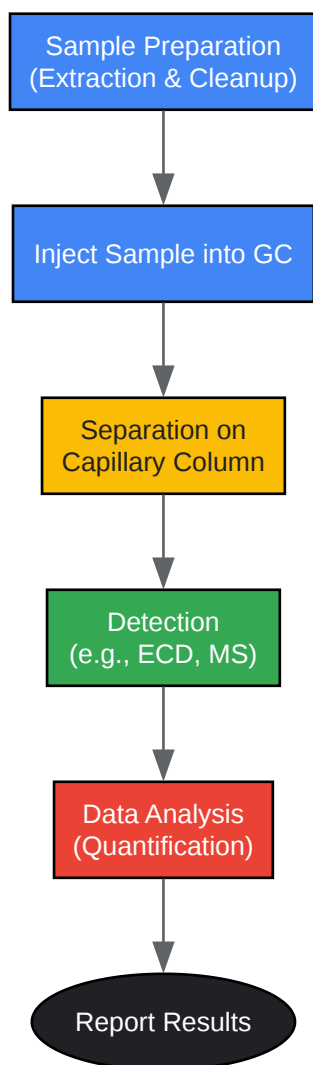 Sample Preparation
(Extraction & Cleanup)
Inject Sample into GC
Separation on
Capillary Column
Detection
(e.g., ECD, MS)
Data Analysis
(Quantification)
Report Results